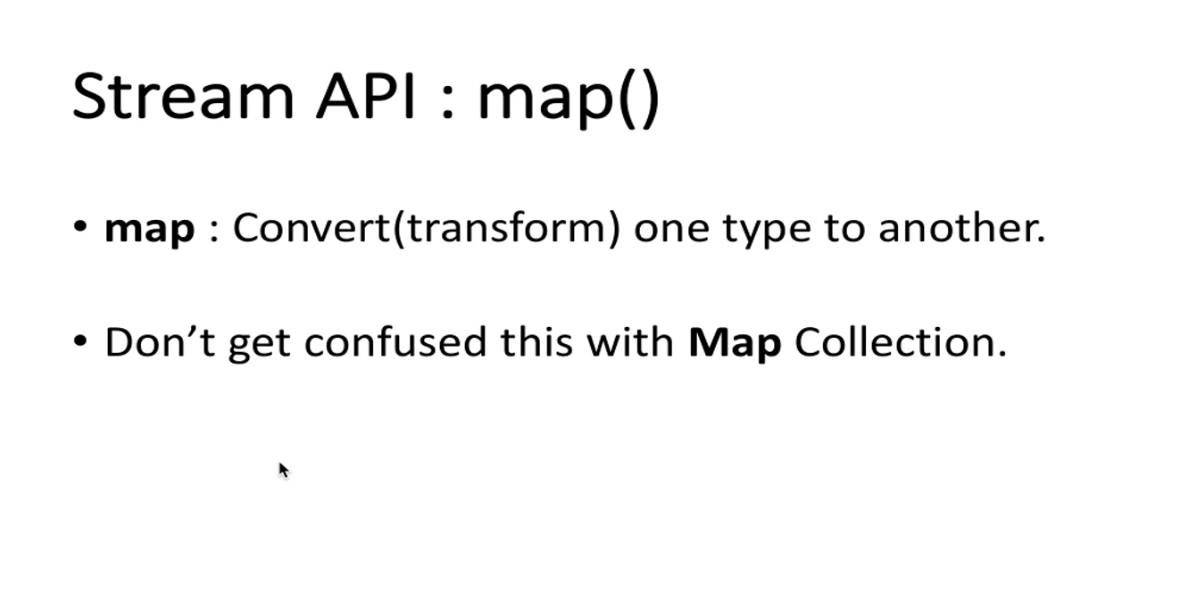 Stream API : map()
• map : Convert(transform) one type to another.
• Don’t get confused this with Map Collection.